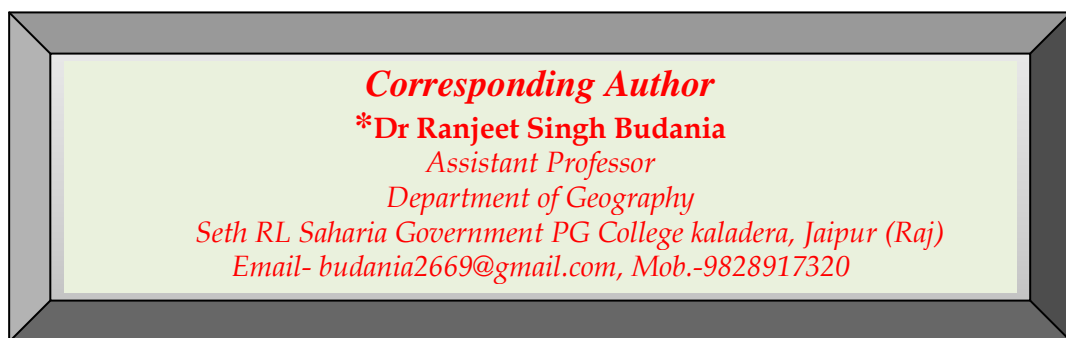 Corresponding Author
*Dr Ranjeet Singh Budania
Assistant Professor
Department of Geography
Seth RL Saharia Government PG College kaladera, Jaipur (Raj)
Email- budania2669@gmail.com, Mob.-9828917320